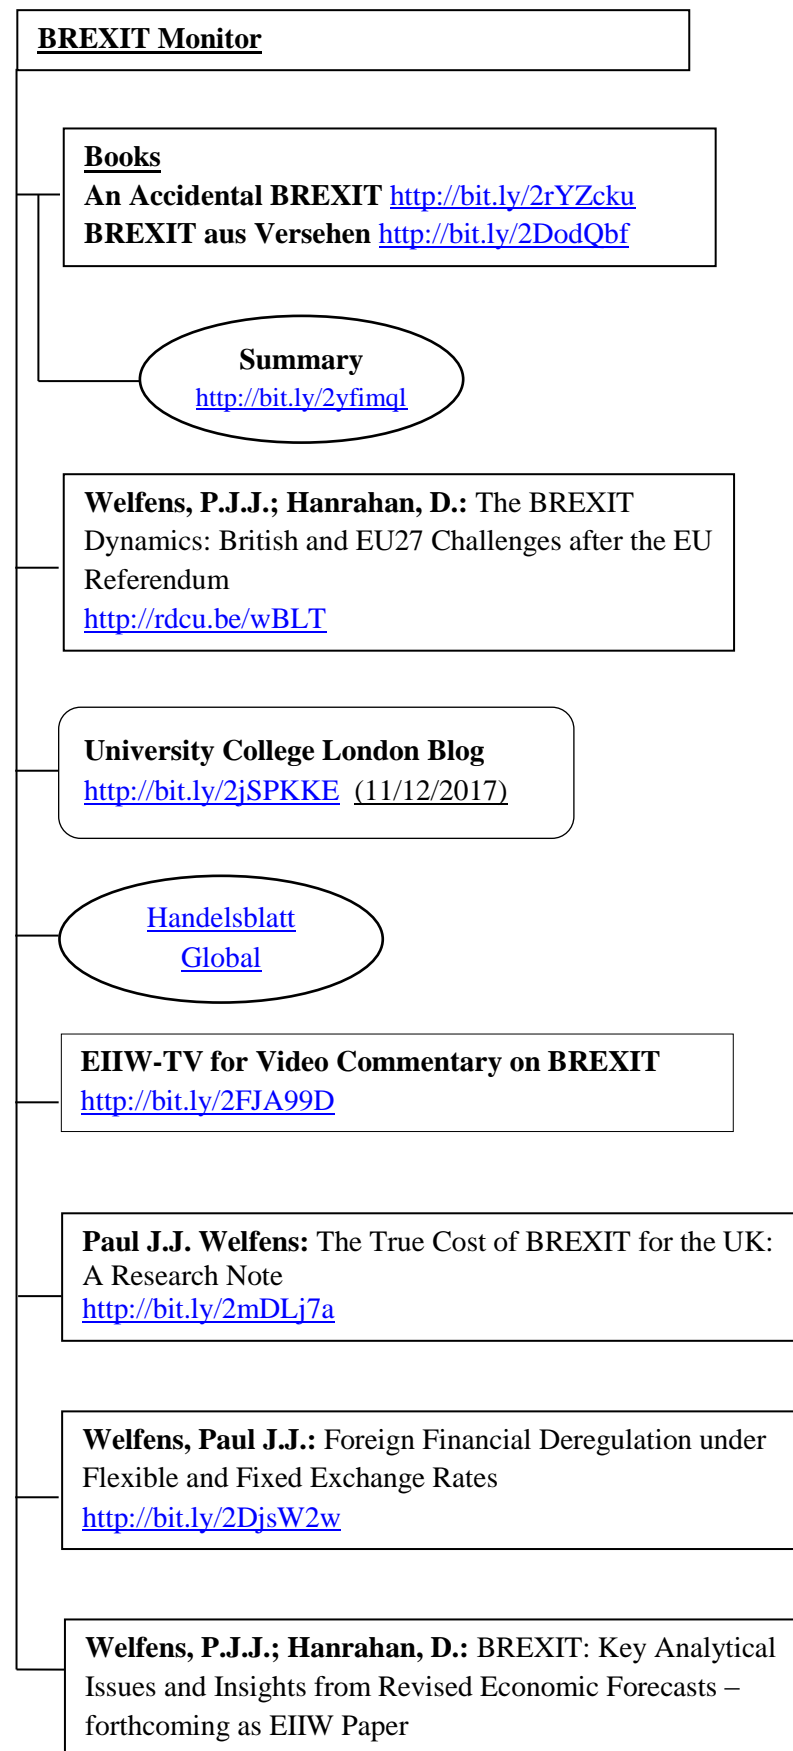 BREXIT Monitor
Books
An Accidental BREXIT http://bit.ly/2rYZcku
BREXIT aus Versehen http://bit.ly/2DodQbf
Summary
http://bit.ly/2yfimql
Welfens, P.J.J.; Hanrahan, D.: The BREXIT
Dynamics: British and EU27 Challenges after the EU
Referendum
http://rdcu.be/wBLT
University College London Blog
http://bit.ly/2jSPKKE (11/12/2017)
Handelsblatt
Global
EIIW-TV for Video Commentary on BREXIT
http://bit.ly/2FJA99D
Paul J.J. Welfens: The True Cost of BREXIT for the UK:
A Research Note
http://bit.ly/2mDLj7a
Welfens, Paul J.J.: Foreign Financial Deregulation under
Flexible and Fixed Exchange Rates
http://bit.ly/2DjsW2w
Welfens, P.J.J.; Hanrahan, D.: BREXIT: Key Analytical
Issues and Insights from Revised Economic Forecasts –
forthcoming as EIIW Paper